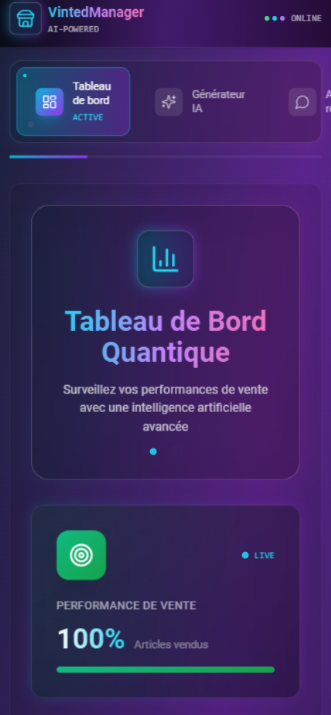 VintedManager
AI-POWERED
ONLINE
Tableau
de bord
ACTIVE
Générateur
IA
Tableau de Bord
Quantique
Surveillez vos performances de vente
avec une intelligence artificielle
avancée
LIVE
PERFORMANCE DE VENTE
100% Articles vendus